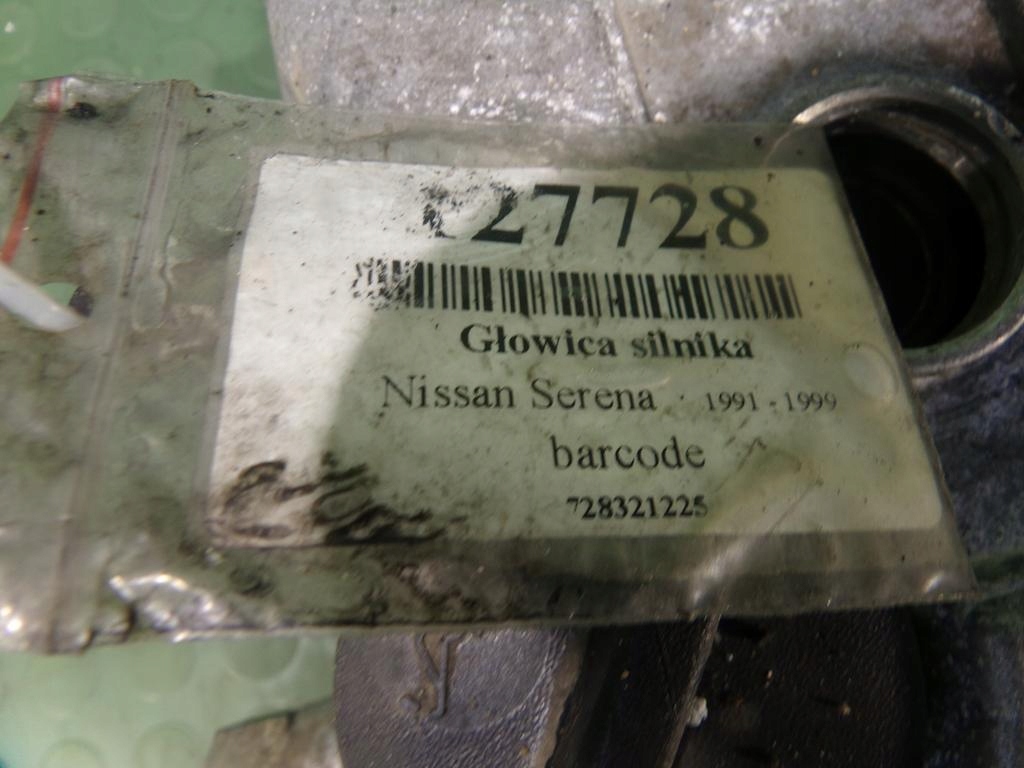 27728
Głowica silnika
Nissan Serena · 1991 - 1999
barcode
728321225